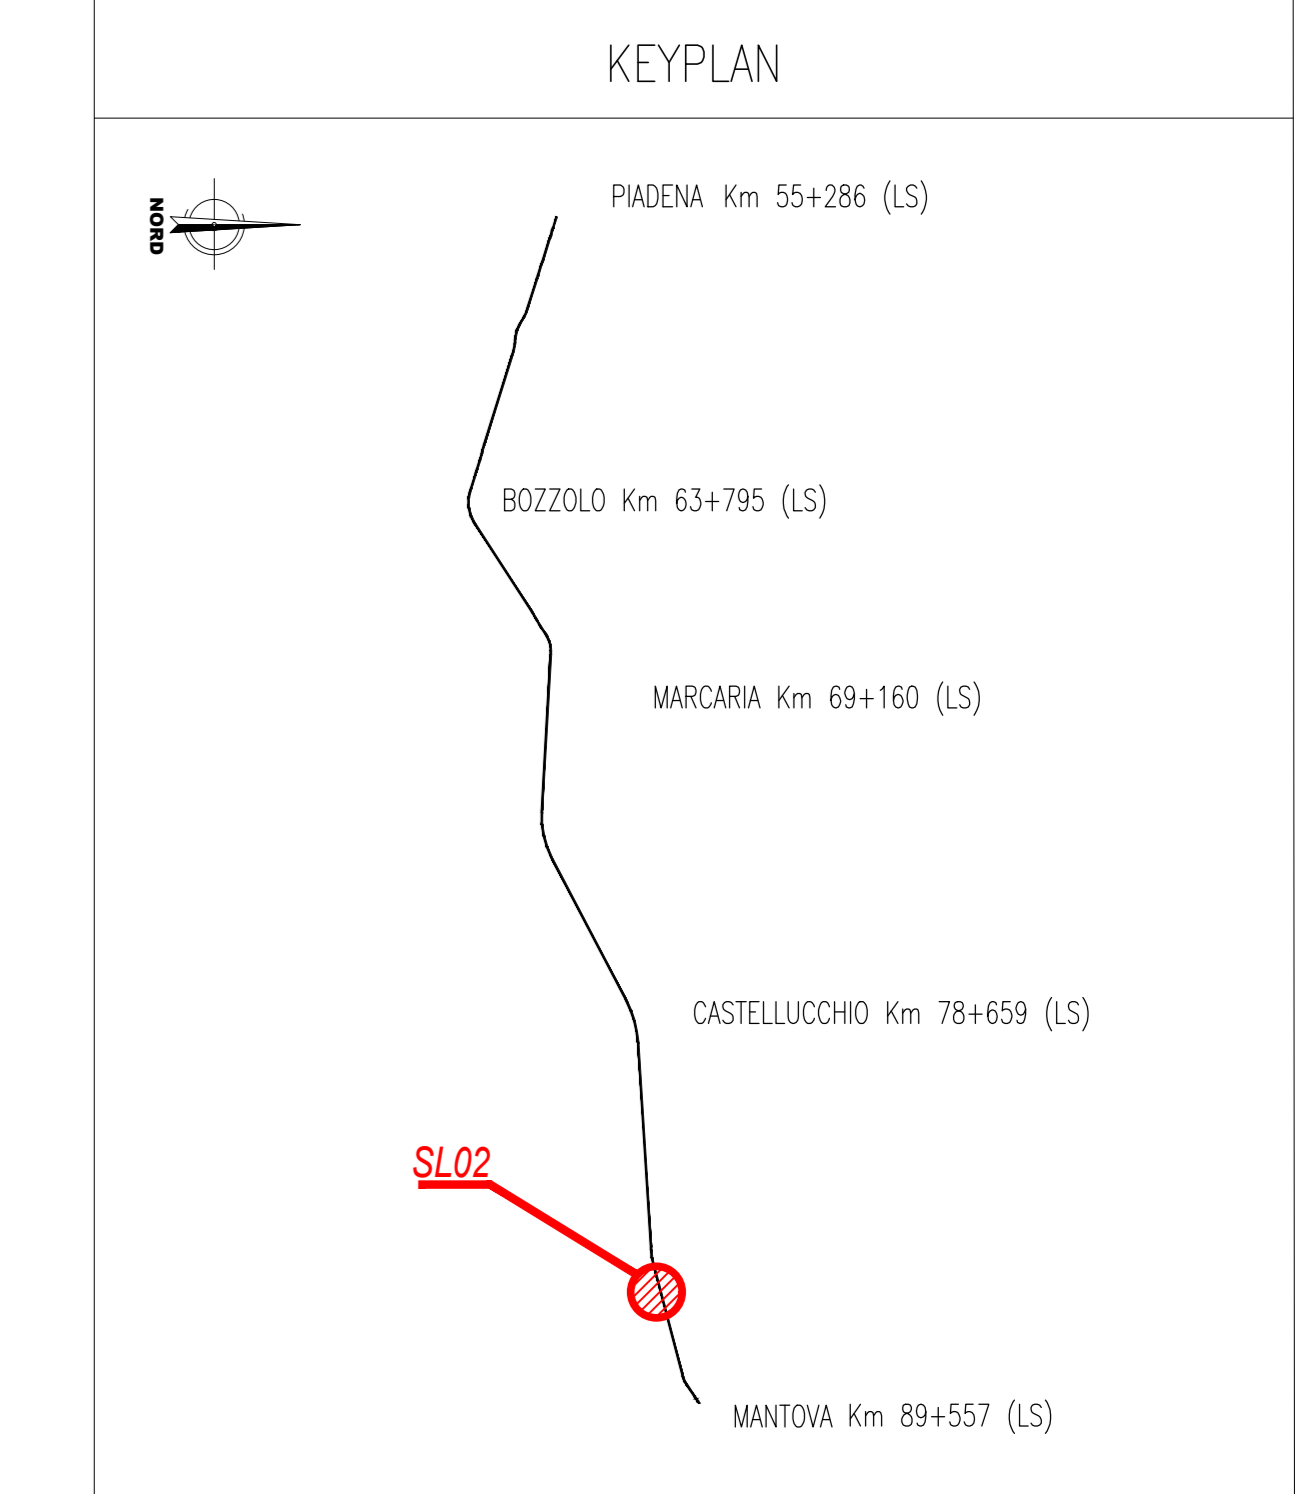 KEYPLAN
NORD
PIADENA Km 55+286 (LS)
BOZZOLO Km 63+795 (LS)
MARCARIA Km 69+160 (LS)
CASTELLUCCHIO Km 78+659 (LS)
SL02
MANTOVA Km 89+557 (LS)